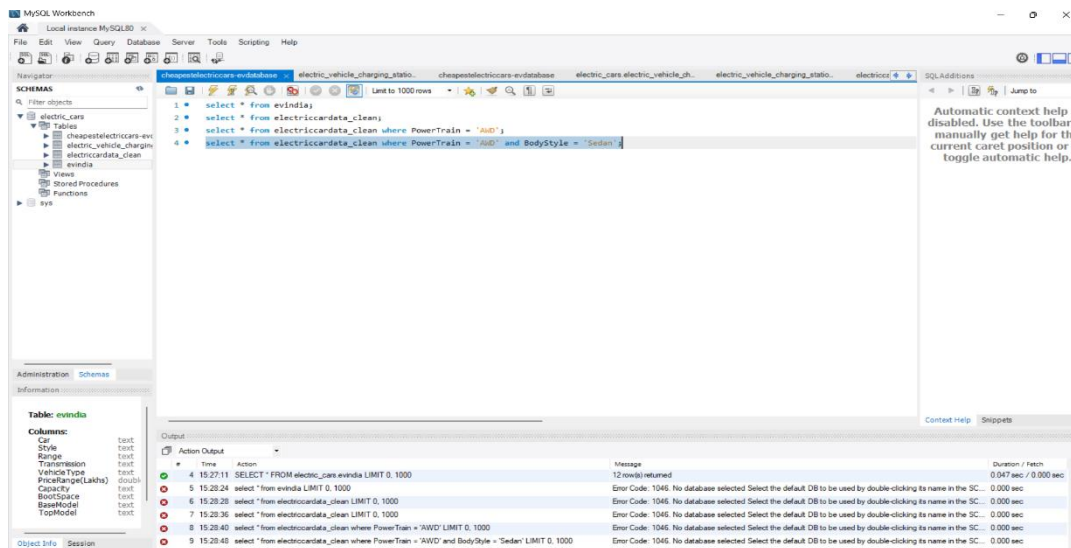 MySQL Workbench
Local instance MySQL80 ×
File Edit View Query Database Server Tools Scripting Help
Navigator
SCHEMAS
Filter objects
electric_cars
Tables
cheapestelectriccars-evc
electric_vehicle_charging
electriccardata_clean
evindia
Views
Stored Procedures
Functions
sys
Administration Schemas
Information
Table: evindia
Columns:
Car text
Style text
Range text
Transmission text
VehicleType text
PriceRange(Lakhs) doubl
Capacity text
BootSpace text
BaseModel text
TopModel text
Object Info Session
cheapestelectriccars-evdatabase × electric_vehicle_charging_statio.. cheapestelectriccars-evdatabase electric_cars.electric_vehicle_ch.. electric_vehicle_charging_statio.. electricca
Limit to 1000 rows
1 select * from evindia;
2 select * from electriccardata_clean;
3 select * from electriccardata_clean where PowerTrain = 'AWD';
4 select * from electriccardata_clean where PowerTrain = 'AWD' and BodyStyle = 'Sedan';
SQLAdditions
Jump to
Automatic context help
disabled. Use the toolbar
manually get help for th
current caret position or
toggle automatic help.
Context Help Snippets
Output
Action Output
# Time Action Message Duration / Fetch
4 15:27:11 SELECT * FROM electric_cars.evindia LIMIT 0, 1000 12 row(s) returned 0.047 sec / 0.000 sec
5 15:28:24 select * from evindia LIMIT 0, 1000 Error Code: 1046. No database selected Select the default DB to be used by double-clicking its name in the SC... 0.000 sec
6 15:28:28 select * from electriccardata_clean LIMIT 0, 1000 Error Code: 1046. No database selected Select the default DB to be used by double-clicking its name in the SC... 0.000 sec
7 15:28:36 select * from electriccardata_clean LIMIT 0, 1000 Error Code: 1046. No database selected Select the default DB to be used by double-clicking its name in the SC... 0.000 sec
8 15:28:40 select * from electriccardata_clean where PowerTrain = 'AWD' LIMIT 0, 1000 Error Code: 1046. No database selected Select the default DB to be used by double-clicking its name in the SC... 0.000 sec
9 15:28:48 select * from electriccardata_clean where PowerTrain = 'AWD' and BodyStyle = 'Sedan' LIMIT 0, 1000 Error Code: 1046. No database selected Select the default DB to be used by double-clicking its name in the SC... 0.000 sec